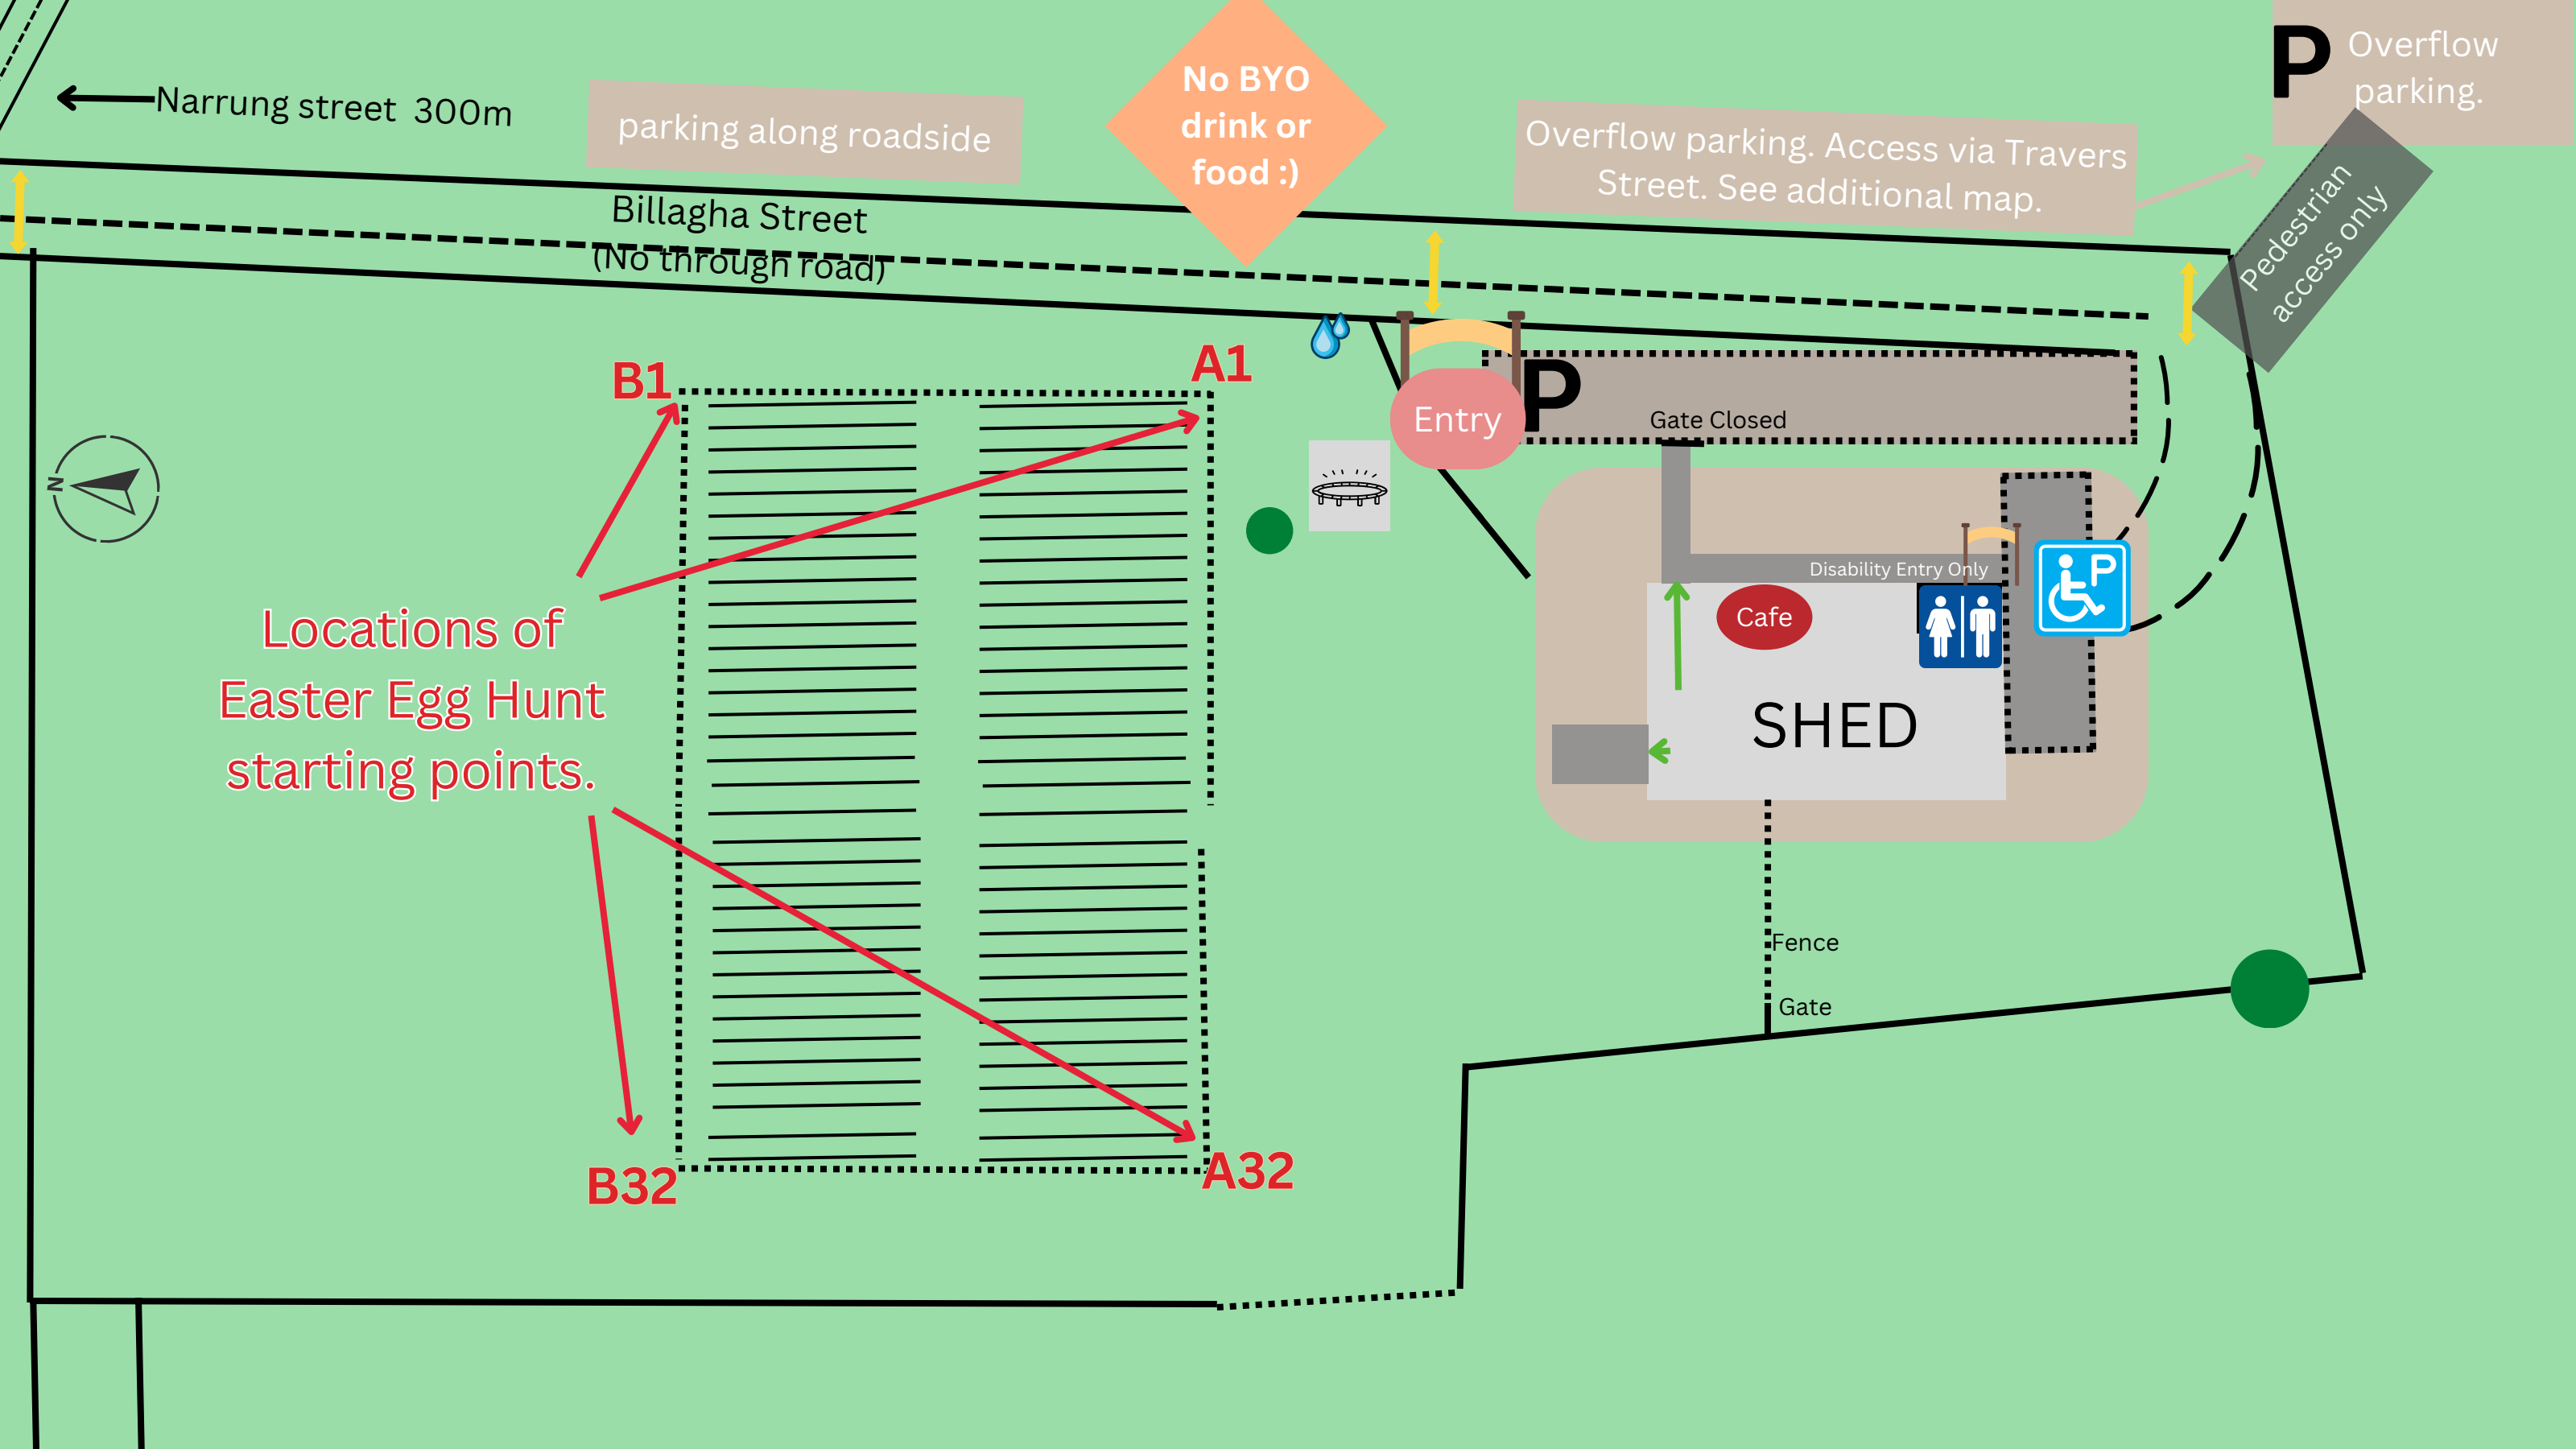 Narrung street 300m
parking along roadside
No BYO
drink or
food :)
Overflow parking. Access via Travers
Street. See additional map.
P
Overflow
parking.
Pedestrian
access only
Billagha Street
(No through road)
B1
A1
Entry
P
Gate Closed
N
Disability Entry Only
P
Cafe
SHED
Locations of
Easter Egg Hunt
starting points.
Fence
Gate
B32
A32